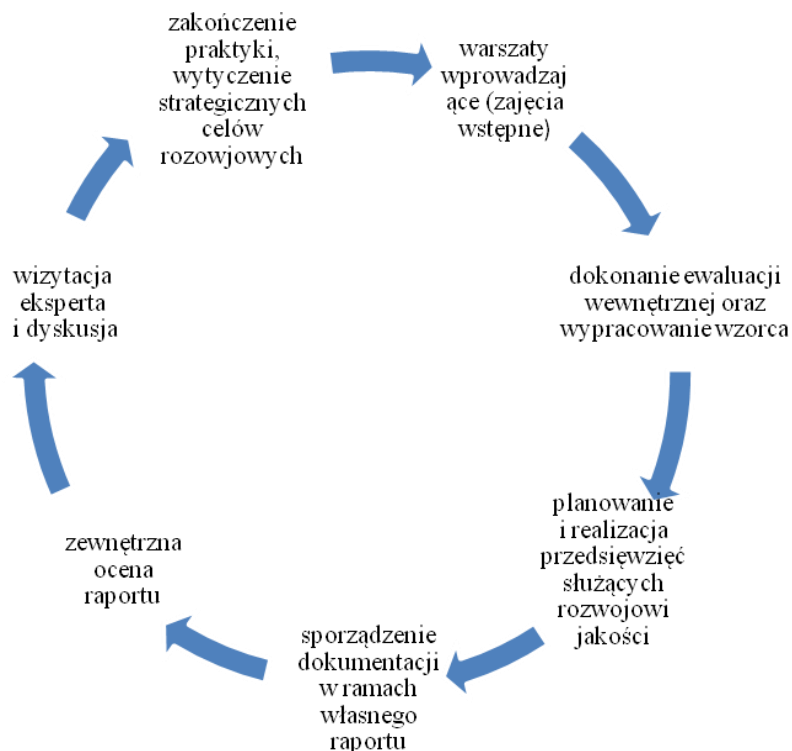 zakończenie
praktyki,
wytyczenie
strategicznych
celów
rozowjowych
warszaty
wprowadzaj
ące (zajęcia
wstępne)
dokonanie ewaluacji
wewnętrznej oraz
wypracowanie wzorca
planowanie
i realizacja
przedsięwzięć
służących
rozwojowi
jakości
sporządzenie
dokumentacji
w ramach
własnego
raportu
zewnętrzna
ocena
raportu
wizytacja
eksperta
i dyskusja